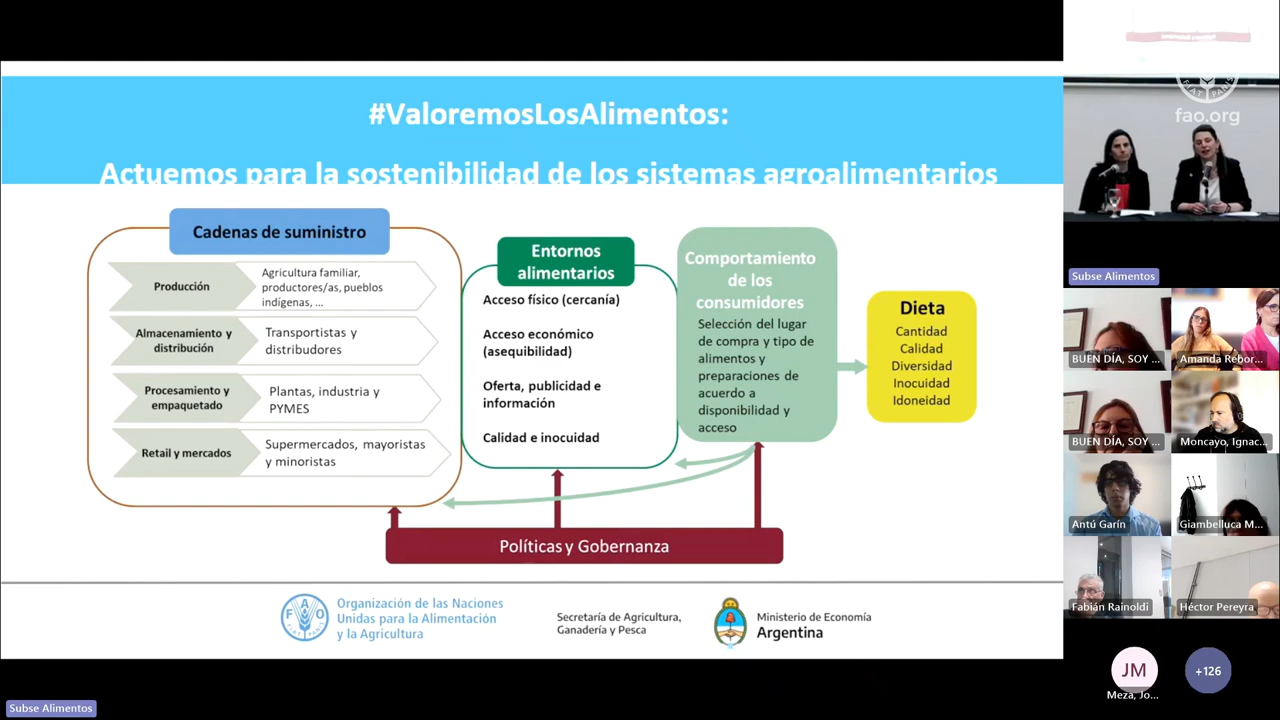 #ValoremosLosAlimentos:
Actuemos para la sostenibilidad de los sistemas agroalimentarios
Cadenas de suministro
Producción
Agricultura familiar,
productores/as, pueblos
indígenas, ...
Almacenamiento y
distribución
Transportistas y
distribuidores
Procesamiento y
empaquetado
Plantas, industria y
PYMES
Retail y mercados
Supermercados, mayoristas
y minoristas
Entornos
alimentarios
Acceso físico (cercanía)
Acceso económico
(asequibilidad)
Oferta, publicidad e
información
Calidad e inocuidad
Comportamiento
de los
consumidores
Selección del lugar
de compra y tipo de
alimentos y
preparaciones de
acuerdo a
disponibilidad y
acceso
Dieta
Cantidad
Calidad
Diversidad
Inocuidad
Idoneidad
Políticas y Gobernanza
FAO
FIAT PANIS
Organización de las Naciones
Unidas para la Alimentación
y la Agricultura
Secretaría de Agricultura,
Ganadería y Pesca
Ministerio de Economía
Argentina
Subse Alimentos
FIAT PANIS
fao.org
Subse Alimentos
BUEN DÍA, SOY ...
Amanda Rebor...
BUEN DÍA, SOY ...
Moncayo, Ignac...
Antú Garín
Giambelluca M...
Fabián Rainoldi
Héctor Pereyra
JM
Meza, Jo...
+126